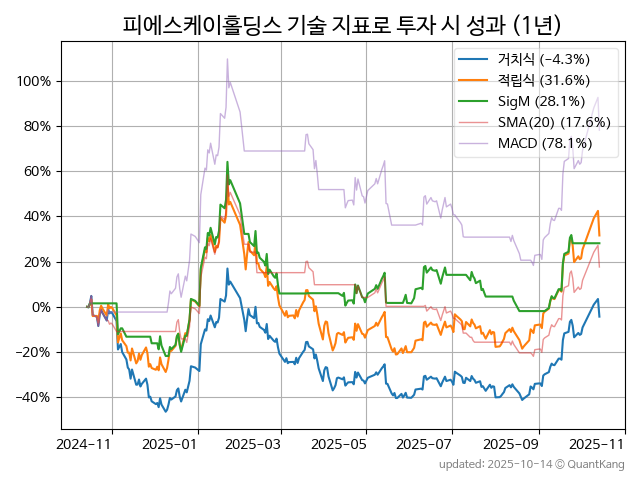 피에스케이홀딩스 기술 지표로 투자 시 성과 (1년)
거치식 (−4.3%)
적립식 (31.6%)
SigM (28.1%)
SMA(20) (17.6%)
MACD (78.1%)
100%
80%
60%
40%
20%
0%
−20%
−40%
2024-11 2025-01 2025-03 2025-05 2025-07 2025-09 2025-11
updated: 2025-10-14 © QuantKang